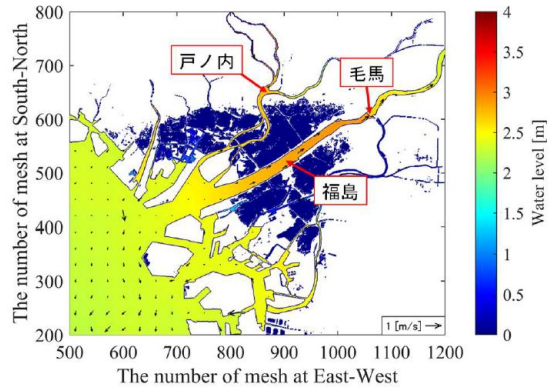 800
700
600
500
400
300
200
The number of mesh at South-North
戸ノ内
毛馬
福島
1 [m/s]
500 600 700 800 900 1000 1100 1200
The number of mesh at East-West
4
3.5
3
2.5
2
1.5
1
0.5
0
Water level [m]